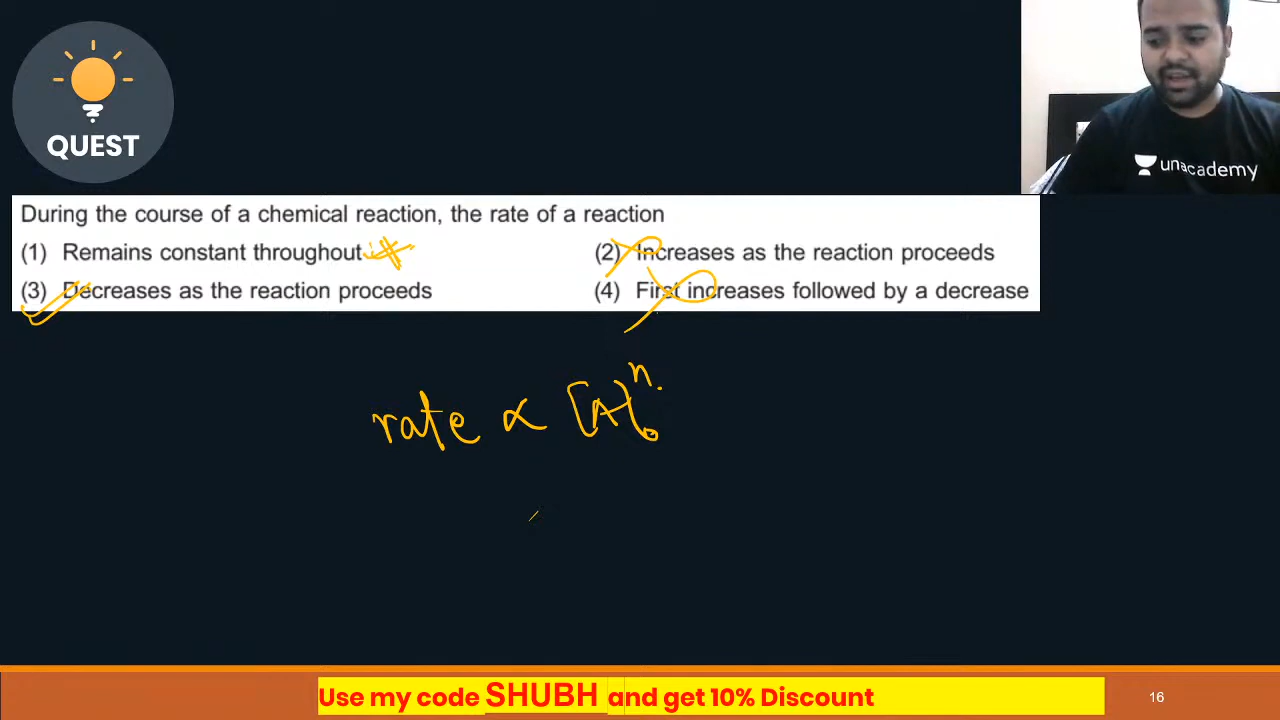 QUEST
unacademy
During the course of a chemical reaction, the rate of a reaction
(1) Remains constant throughout
(2) Increases as the reaction proceeds
(3) Decreases as the reaction proceeds
(4) First increases followed by a decrease
rate ∝ [A]₀ⁿ.
Use my code SHUBH and get 10% Discount
16